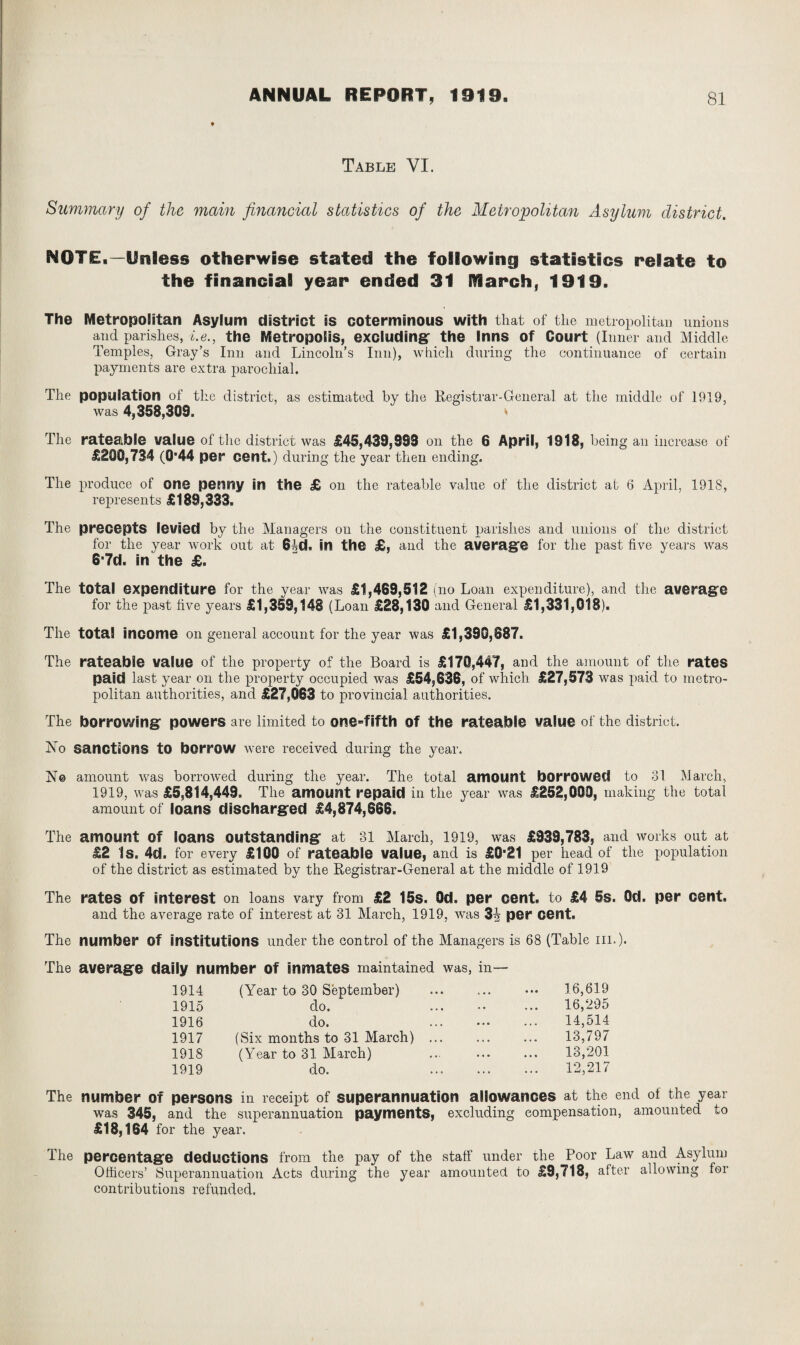 ANNUAL REPORT, 1919. 81
TABLE VI.
Summary of the main financial statistics of the Metropolitan Asylum district.
NOTE.—Unless otherwise stated the following statistics relate to
the financial year ended 31 March, 1919.
The Metropolitan Asylum district is coterminous with that of the metropolitan unions
and parishes, i.e., the Metropolis, excluding the Inns of Court (Inner and Middle
Temples, Gray's Inn and Lincoln's Inn), which during the continuance of certain
payments are extra parochial.
The population of the district, as estimated by the Registrar-General at the middle of 1919,
was 4,358,309.
The rateable value of the district was £45,439,999 on the 6 April, 1918, being an increase of
£200,734 (0·44 per cent.) during the year then ending.
The produce of one penny in the £ on the rateable value of the district at 6 April, 1918,
represents £189,333.
The precepts levied by the Managers on the constituent parishes and unions of the district
for the year work out at 6½d. in the £, and the average for the past five years was
6·7d. in the £.
The total expenditure for the year was £1,469,512 (no Loan expenditure), and the average
for the past five years £1,359,148 (Loan £28,130 and General £1,331,018).
The total income on general account for the year was £1,390,687.
The rateable value of the property of the Board is £170,447, and the amount of the rates
paid last year on the property occupied was £54,636, of which £27,573 was paid to metro-
politan authorities, and £27,063 to provincial authorities.
The borrowing powers are limited to one-fifth of the rateable value of the district.
No sanctions to borrow were received during the year.
No amount was borrowed during the year. The total amount borrowed to 31 March,
1919, was £5,814,449. The amount repaid in the year was £252,000, making the total
amount of loans discharged £4,874,666.
The amount of loans outstanding at 31 March, 1919, was £939,783, and works out at
£2 1s. 4d. for every £100 of rateable value, and is £0·21 per head of the population
of the district as estimated by the Registrar-General at the middle of 1919
The rates of interest on loans vary from £2 15s. 0d. per cent. to £4 5s. 0d. per cent.
and the average rate of interest at 31 March, 1919, was 3½ per cent.
The number of institutions under the control of the Managers is 68 (Table III.).
The average daily number of inmates maintained was, in—
1914 (Year to 30 September) ... ... ... 16,619
1915 do. ... .. ... 16,295
1916 do. ... ... ... 14,514
1917 (Six months to 31 March) ... ... ... 13,797
1918 (Year to 31 March) ... ... ... 13,201
1919 do. ... ... ... 12,217
The number of persons in receipt of superannuation allowances at the end of the year
was 345, and the superannuation payments, excluding compensation, amounted to
£18,164 for the year.
The percentage deductions from the pay of the staff under the Poor Law and Asylum
Officers' Superannuation Acts during the year amounted to £9,718, after allowing for
contributions refunded.